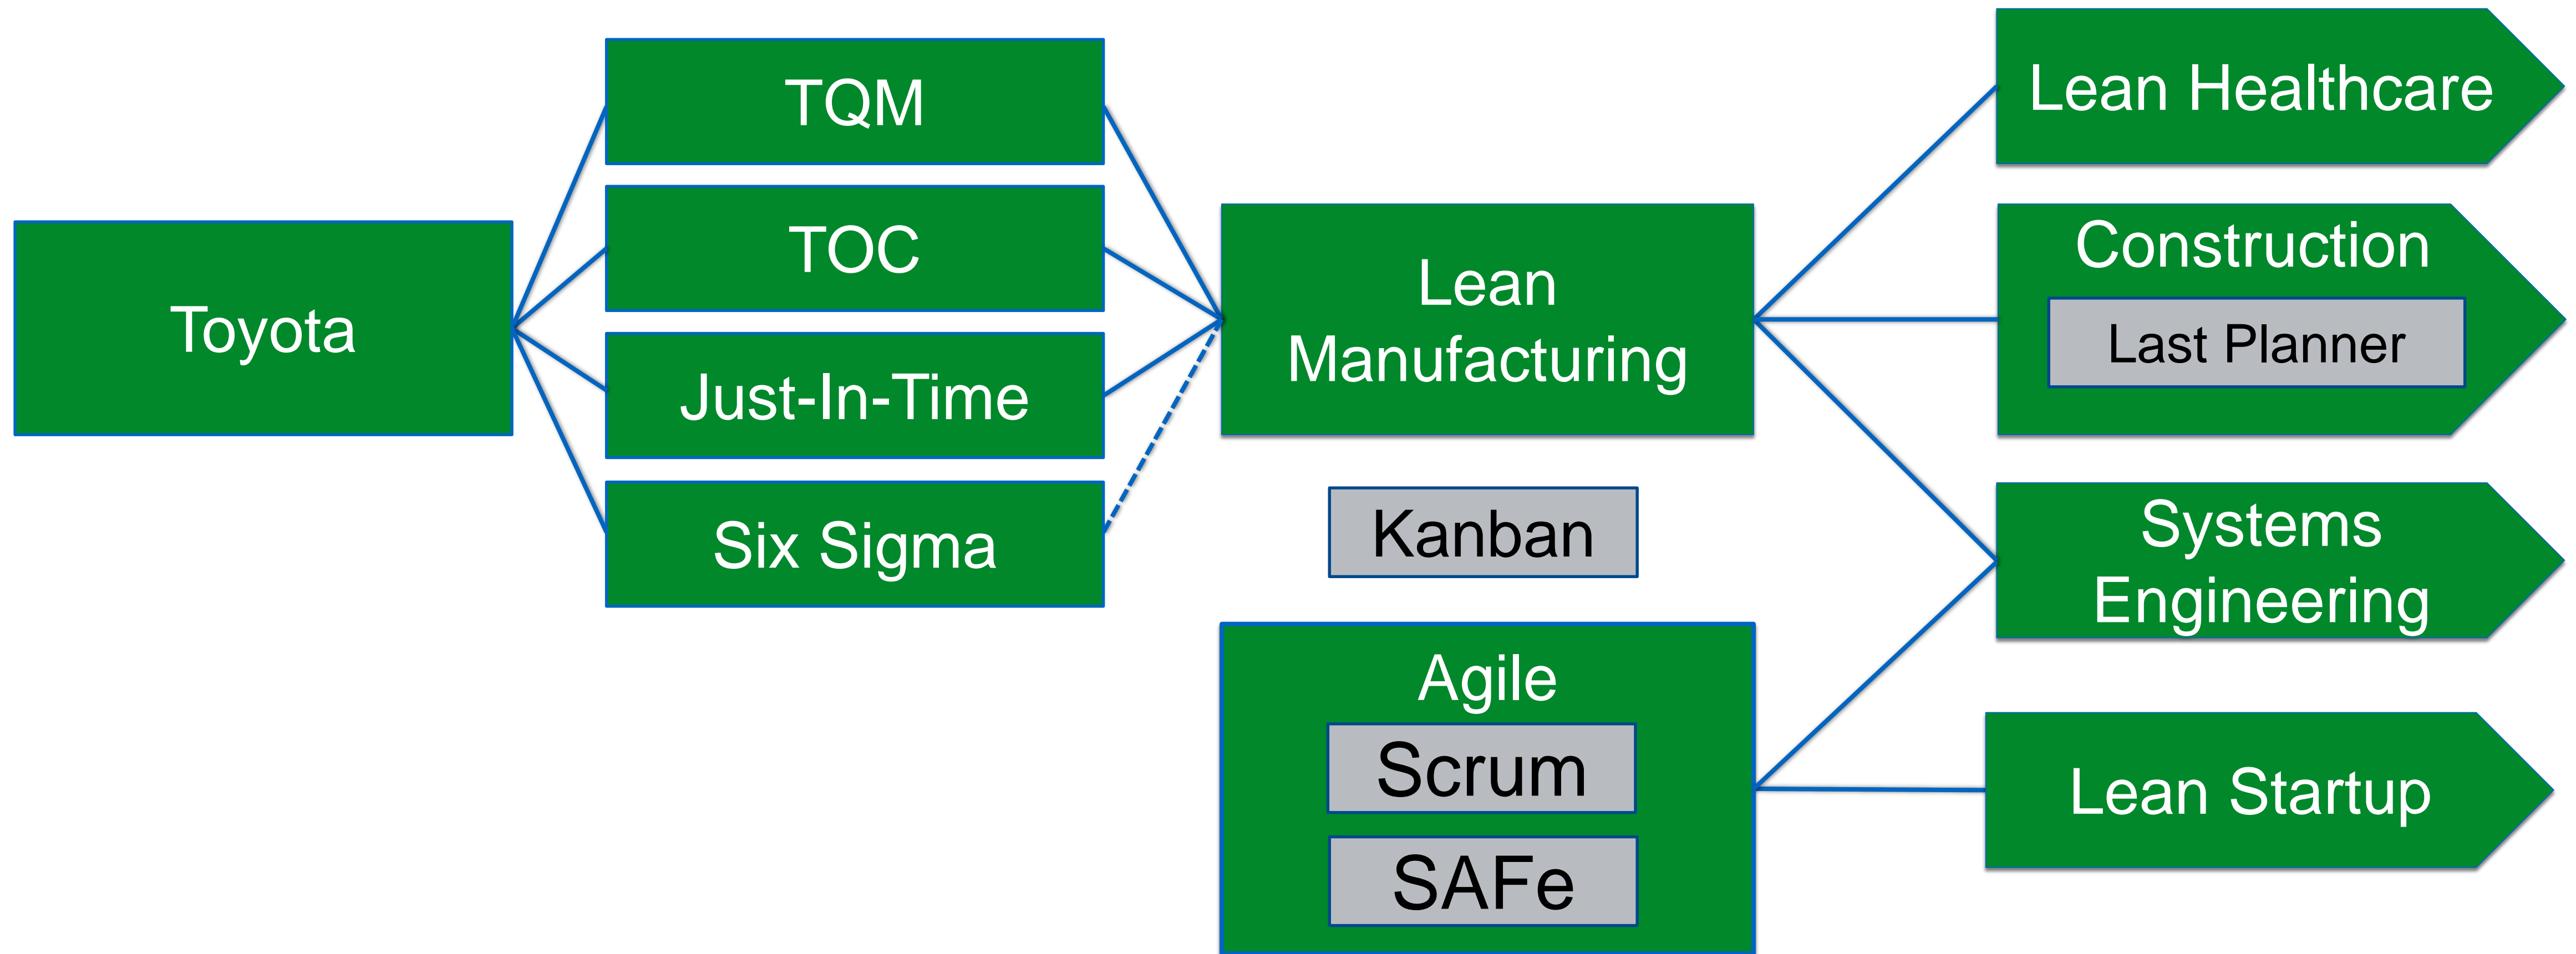 Toyota
TQM
TOC
Just-In-Time
Six Sigma
Lean
Manufacturing
Kanban
Agile
Scrum
SAFe
Lean Healthcare
Construction
Last Planner
Systems
Engineering
Lean Startup